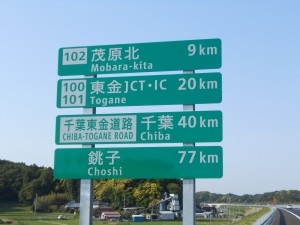 102 茂原北 9 km
Mobara-kita
100 東金JCT・IC 20 km
101 Togane
千葉東金道路 千葉 40 km
CHIBA-TOGANE ROAD Chiba
銚子 77 km
Choshi